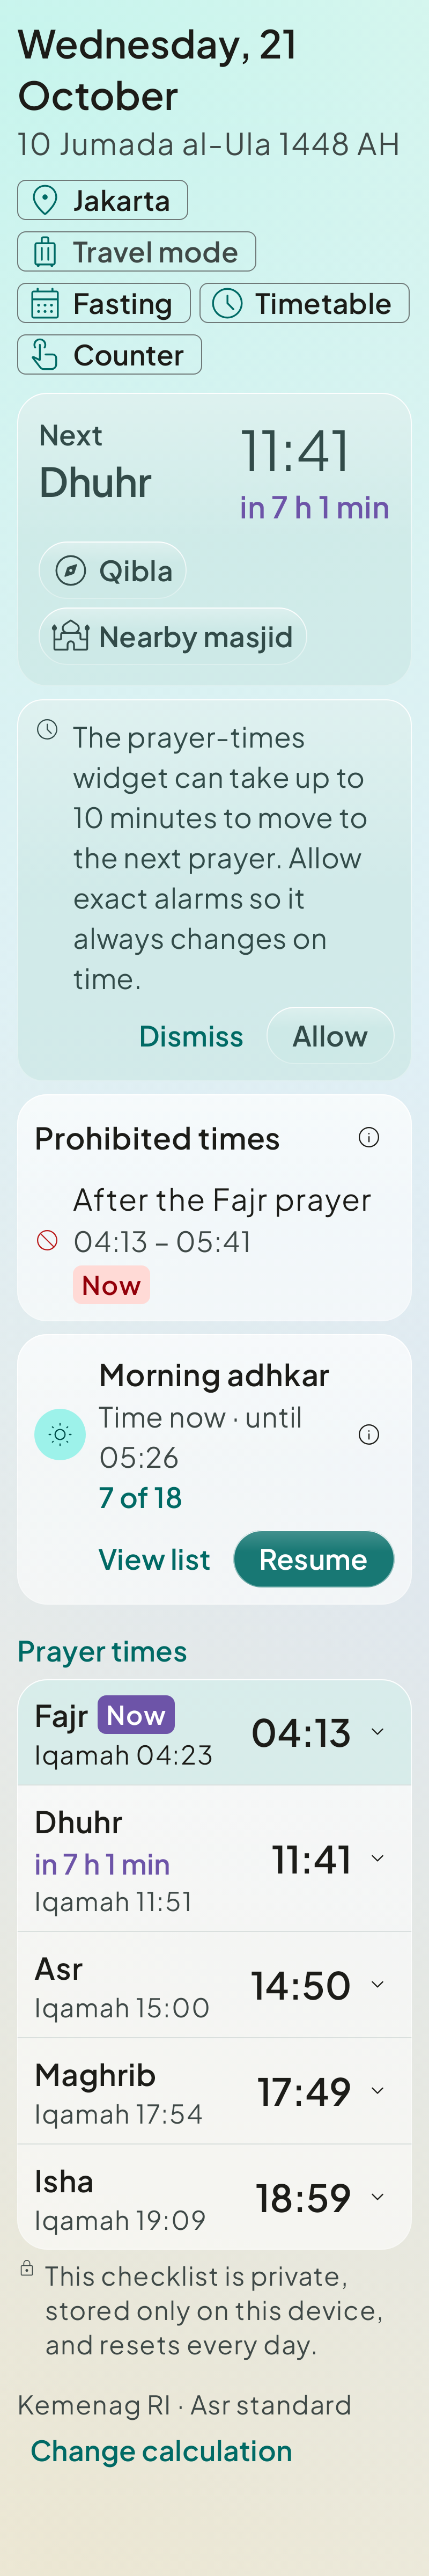 Wednesday, 21
October
10 Jumada al-Ula 1448 AH
Jakarta
Travel mode
Fasting
Timetable
Counter
Next
Dhuhr
11:41
in 7 h 1 min
Qibla
Nearby masjid
The prayer-times
widget can take up to
10 minutes to move to
the next prayer. Allow
exact alarms so it
always changes on
time.
Dismiss
Allow
Prohibited times
After the Fajr prayer
04:13 – 05:41
Now
Morning adhkar
Time now · until
05:26
7 of 18
View list
Resume
Prayer times
Fajr Now
Iqamah 04:23
04:13
Dhuhr
in 7 h 1 min
Iqamah 11:51
11:41
Asr
Iqamah 15:00
14:50
Maghrib
Iqamah 17:54
17:49
Isha
Iqamah 19:09
18:59
This checklist is private,
stored only on this device,
and resets every day.
Kemenag RI · Asr standard
Change calculation